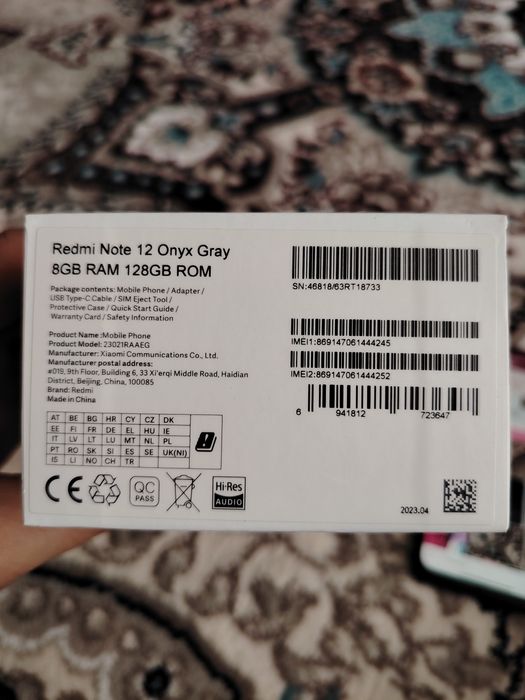 Redmi Note 12 Onyx Gray
8GB RAM 128GB ROM
Package contents: Mobile Phone / Adapter /
USB Type-C Cable / SIM Eject Tool /
Protective Case / Quick Start Guide /
Warranty Card / Safety Information
Product Name:Mobile Phone
Product Model: 23021RAAEG
Manufacturer: Xiaomi Communications Co., Ltd.
Manufacturer postal address:
#019, 9th Floor, Building 6, 33 Xi'erqi Middle Road, Haidian
District, Beijing, China, 100085
Brand: Redmi
Made in China
AT BE BG HR CY CZ DK
EE FI FR DE EL HU IE
IT LV LT LU MT NL PL
PT RO SK SI ES SE UK(NI)
IS LI NO CH TR
CE
QC
PASS
Hi-Res
AUDIO
SN:46818/63RT18733
IMEI1:869147061444245
IMEI2:869147061444252
6 941812 723647
2023.04